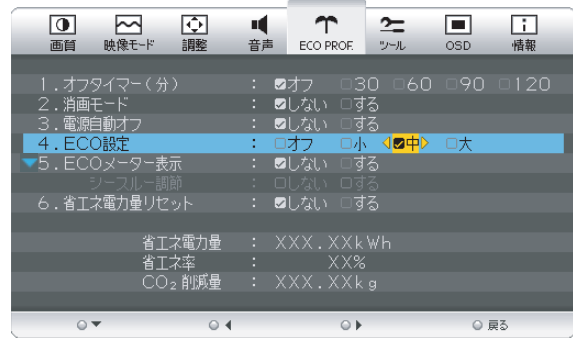 画質 映像モード 調整 音声 ECO PROF. ツール OSD 情報
1.オフタイマー(分) : ☑オフ □30 □60 □90 □120
2.消画モード : ☑しない □する
3.電源自動オフ : ☑しない □する
4.ECO設定 : □オフ □小 ☑中 □大
5.ECOメーター表示 : ☑しない □する
シースルー調節 : □しない □する
6.省エネ電力量リセット : ☑しない □する
省エネ電力量 : XXX.XXkWh
省エネ率 : XX%
CO₂削減量 : XXX.XXkg
戻る